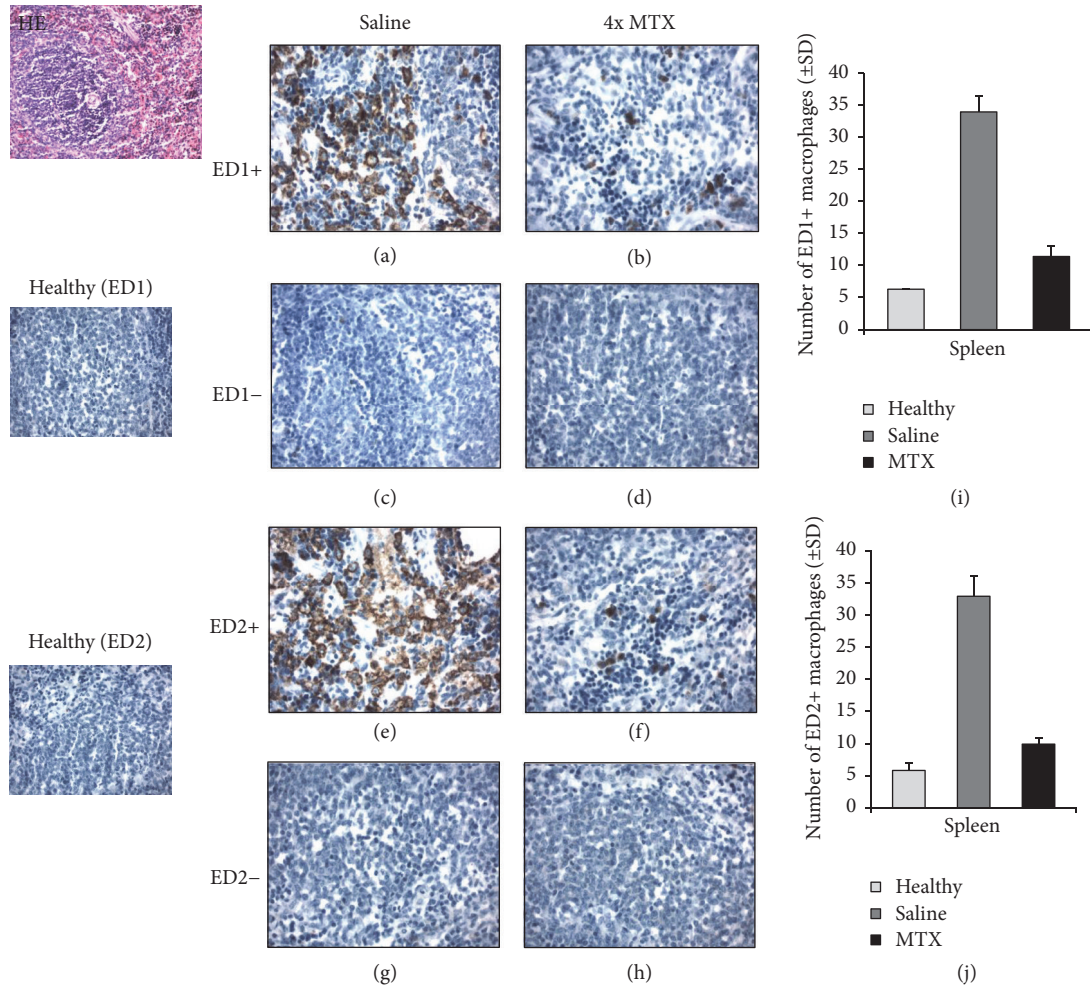 HE
Saline
4x MTX
ED1+
(a)
(b)
Healthy (ED1)
ED1−
(c)
(d)
Number of ED1+ macrophages (±SD)
40
35
30
25
20
15
10
5
0
Spleen
Healthy
Saline
MTX
(i)
Healthy (ED2)
ED2+
(e)
(f)
ED2−
(g)
(h)
Number of ED2+ macrophages (±SD)
40
35
30
25
20
15
10
5
0
Spleen
Healthy
Saline
MTX
(j)